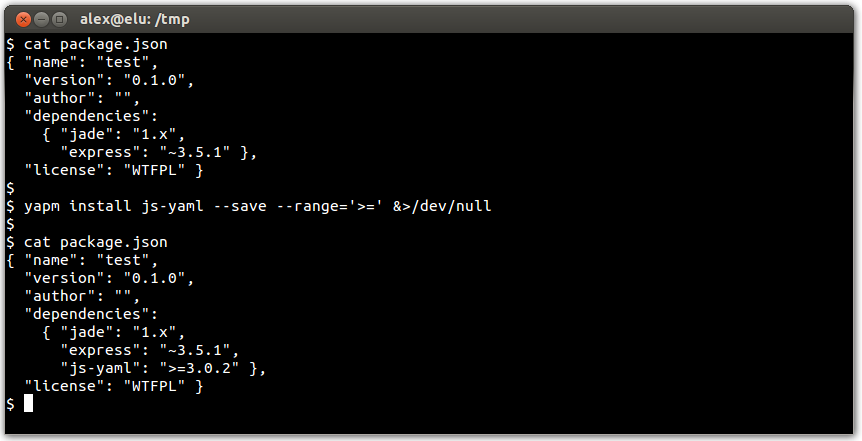 alex@elu: /tmp
$ cat package.json
{ "name": "test",
  "version": "0.1.0",
  "author": "",
  "dependencies":
    { "jade": "1.x",
      "express": "~3.5.1" },
  "license": "WTFPL" }
$
$ yapm install js-yaml --save --range='>=' &>/dev/null
$
$ cat package.json
{ "name": "test",
  "version": "0.1.0",
  "author": "",
  "dependencies":
    { "jade": "1.x",
      "express": "~3.5.1",
      "js-yaml": ">=3.0.2" },
  "license": "WTFPL" }
$